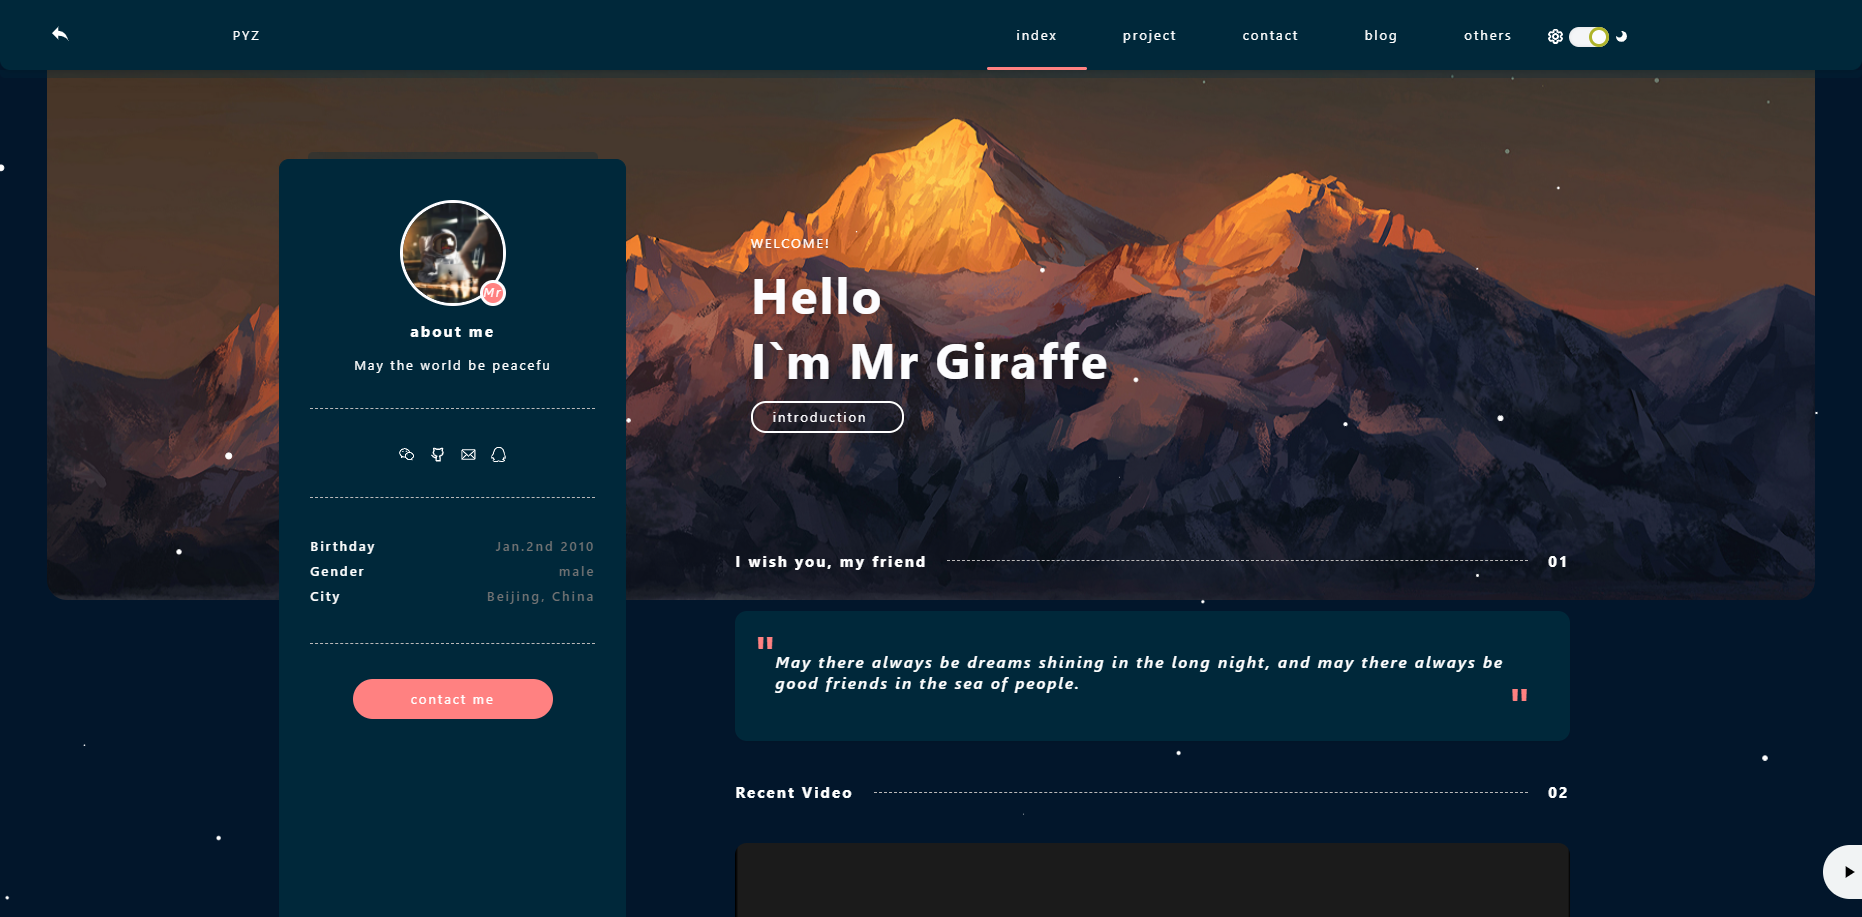 PYZ
index
project
contact
blog
others
Mr
about me
May the world be peacefu
Birthday Jan.2nd 2010
Gender male
City Beijing, China
contact me
WELCOME!
Hello
I`m Mr Giraffe
introduction
I wish you, my friend 01
"May there always be dreams shining in the long night, and may there always be
good friends in the sea of people."
Recent Video 02